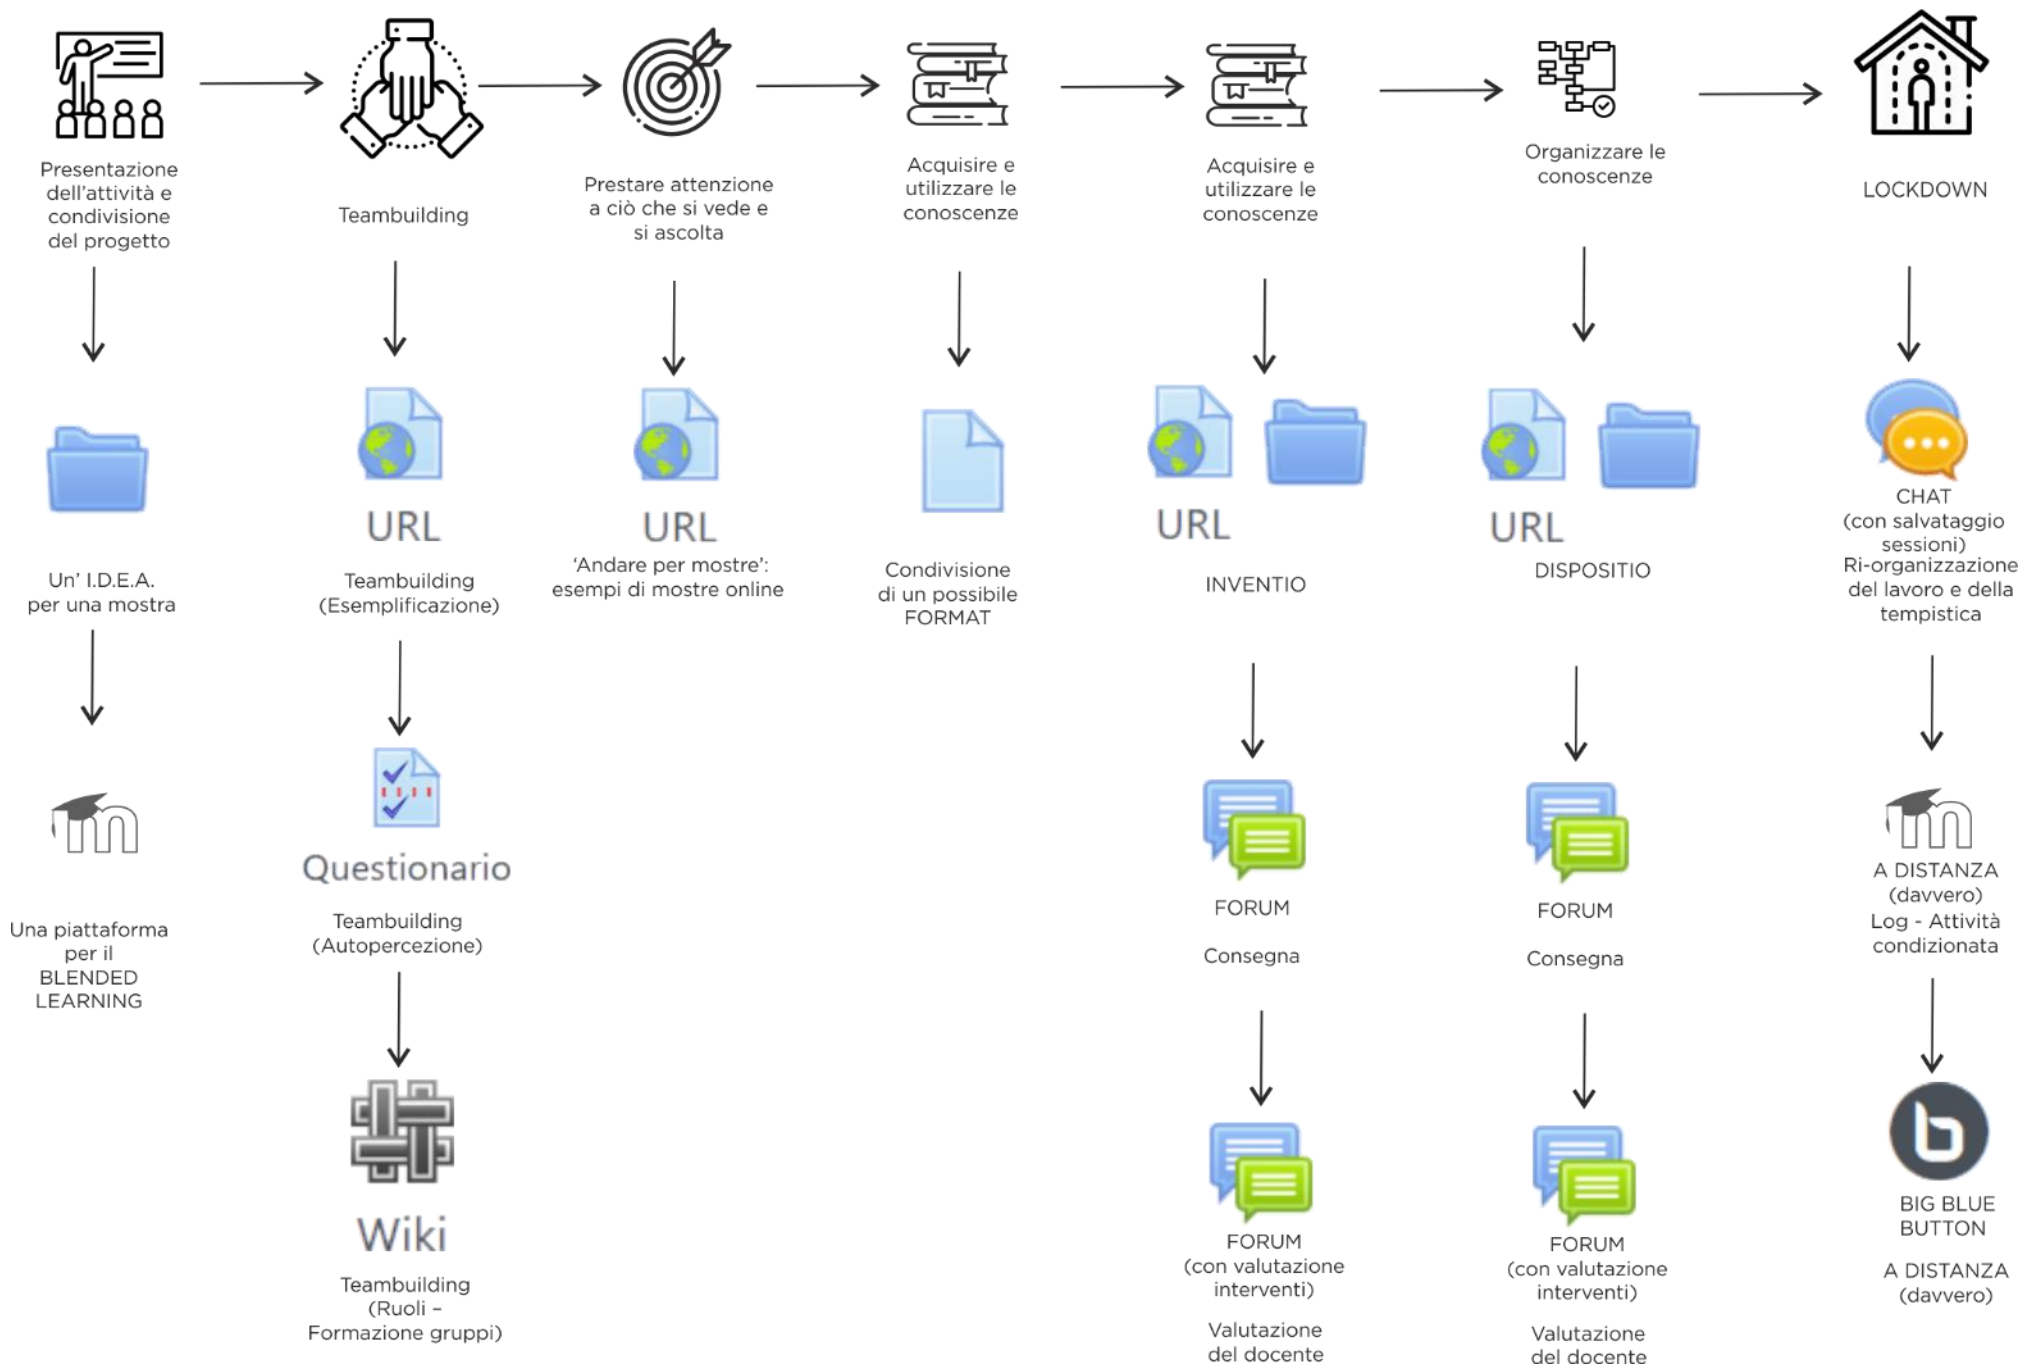 Presentazione
dell'attività e
condivisione
del progetto
Un' I.D.E.A.
per una mostra
Una piattaforma
per il
BLENDED
LEARNING
Teambuilding
URL
Teambuilding
(Esemplificazione)
Questionario
Teambuilding
(Autopercezione)
Wiki
Teambuilding
(Ruoli –
Formazione gruppi)
Prestare attenzione
a ciò che si vede e
si ascolta
URL
'Andare per mostre':
esempi di mostre online
Acquisire e
utilizzare le
conoscenze
Condivisione
di un possibile
FORMAT
Acquisire e
utilizzare le
conoscenze
URL
INVENTIO
FORUM
Consegna
FORUM
(con valutazione
interventi)
Valutazione
del docente
Organizzare le
conoscenze
URL
DISPOSITIO
FORUM
Consegna
FORUM
(con valutazione
interventi)
Valutazione
del docente
LOCKDOWN
CHAT
(con salvataggio
sessioni)
Ri-organizzazione
del lavoro e della
tempistica
A DISTANZA
(davvero)
Log - Attività
condizionata
BIG BLUE
BUTTON
A DISTANZA
(davvero)